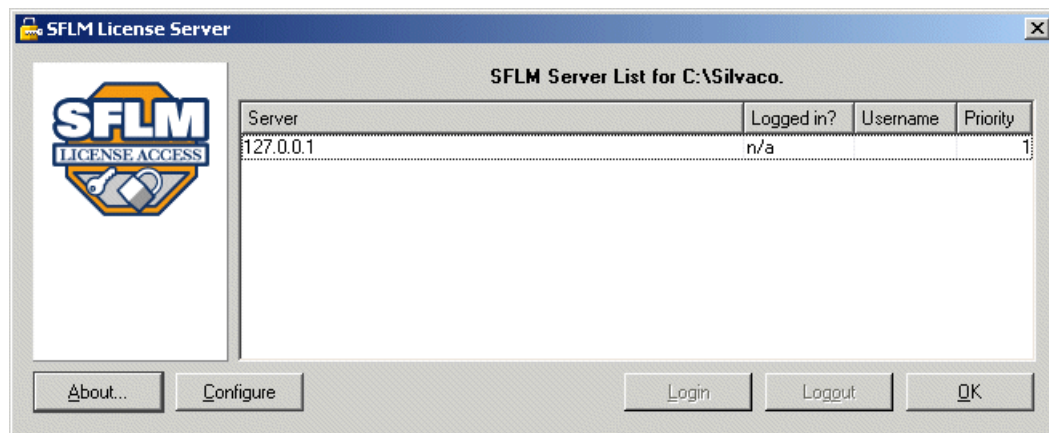 SFLM License Server
SFLM Server List for C:\Silvaco.
SFLM
LICENSE ACCESS
Server Logged in? Username Priority
127.0.0.1 n/a 1
About... Configure Login Logout OK